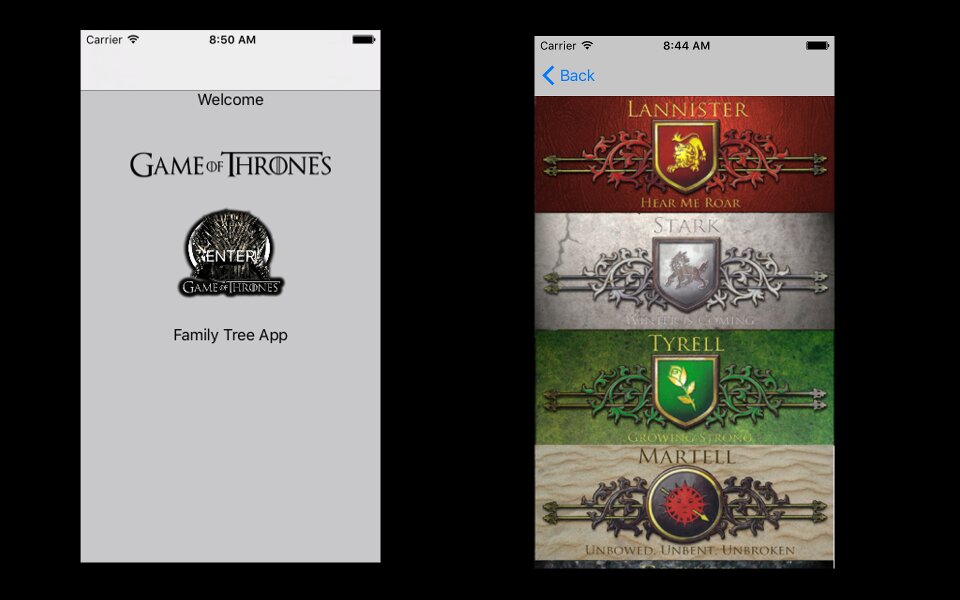 Carrier 8:50 AM
Welcome
GAME OF THRONES
ENTER
GAME OF THRONES
Family Tree App
Carrier 8:44 AM
Back
LANNISTER
HEAR ME ROAR
STARK
WINTER IS COMING
TYRELL
GROWING STRONG
MARTELL
UNBOWED, UNBENT, UNBROKEN